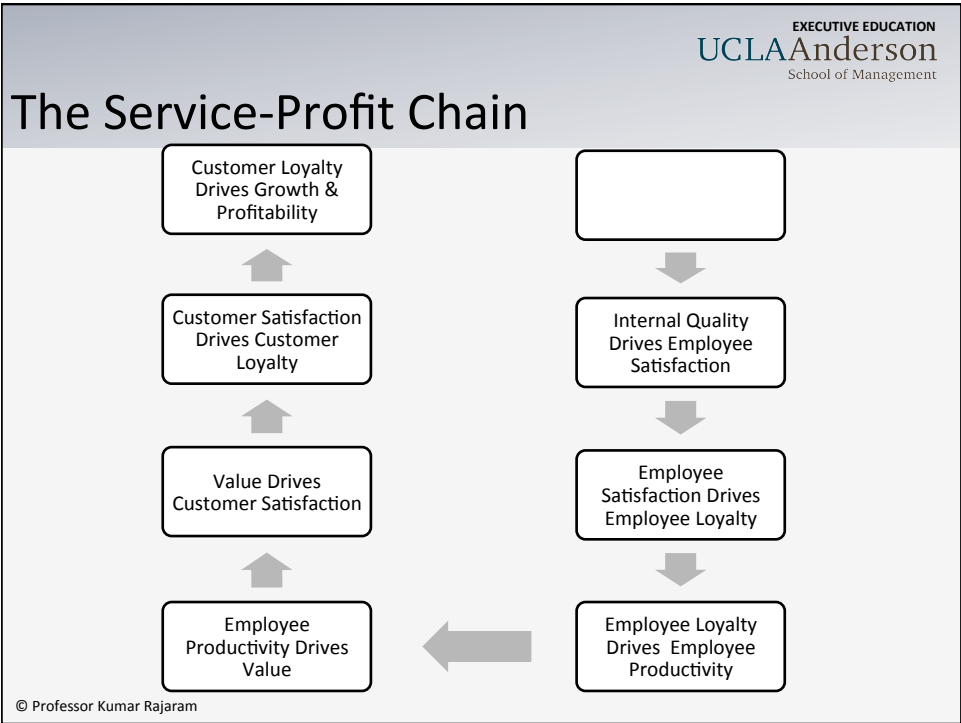 EXECUTIVE EDUCATION
UCLAAnderson
School of Management
The Service-Profit Chain
Customer Loyalty
Drives Growth &
Profitability
Customer Satisfaction
Drives Customer
Loyalty
Value Drives
Customer Satisfaction
Employee
Productivity Drives
Value
Internal Quality
Drives Employee
Satisfaction
Employee
Satisfaction Drives
Employee Loyalty
Employee Loyalty
Drives Employee
Productivity
© Professor Kumar Rajaram